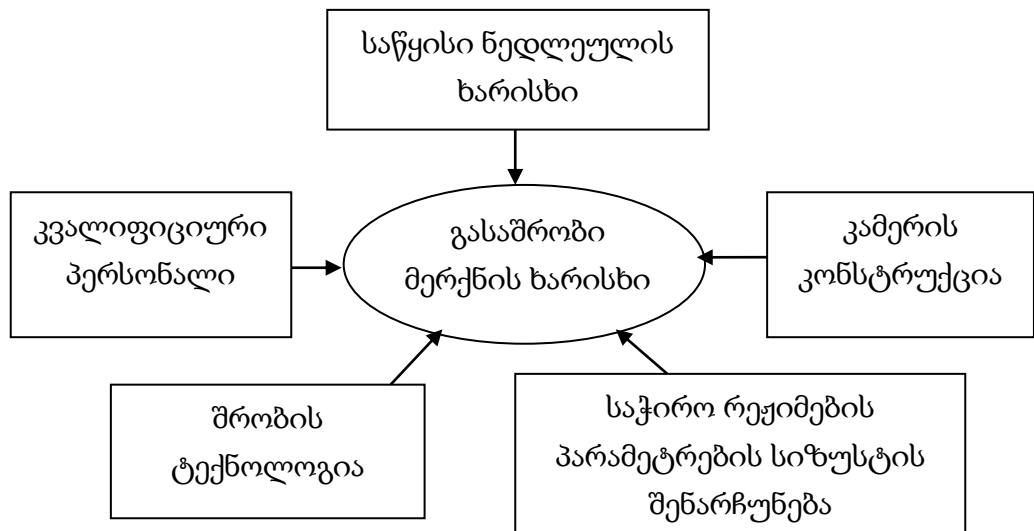 საწყისი ნედლეულის
ხარისხი
კვალიფიციური
პერსონალი
გასაშრობი
მერქნის ხარისხი
კამერის
კონსტრუქცია
შრობის
ტექნოლოგია
საჭირო რეჟიმების
პარამეტრების სიზუსტის
შენარჩუნება